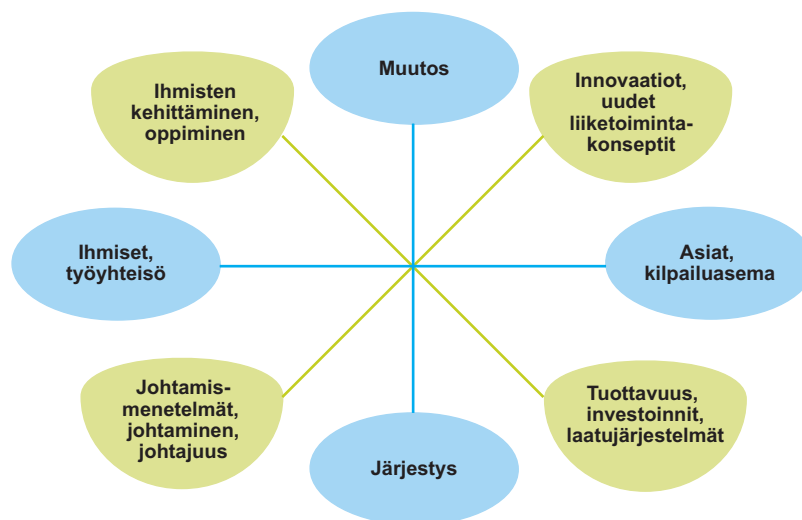 Muutos
Ihmisten
kehittäminen,
oppiminen
Innovaatiot,
uudet
liiketoiminta-
konseptit
Ihmiset,
työyhteisö
Asiat,
kilpailuasema
Johtamis-
menetelmät,
johtaminen,
johtajuus
Tuottavuus,
investoinnit,
laatujärjestelmät
Järjestys